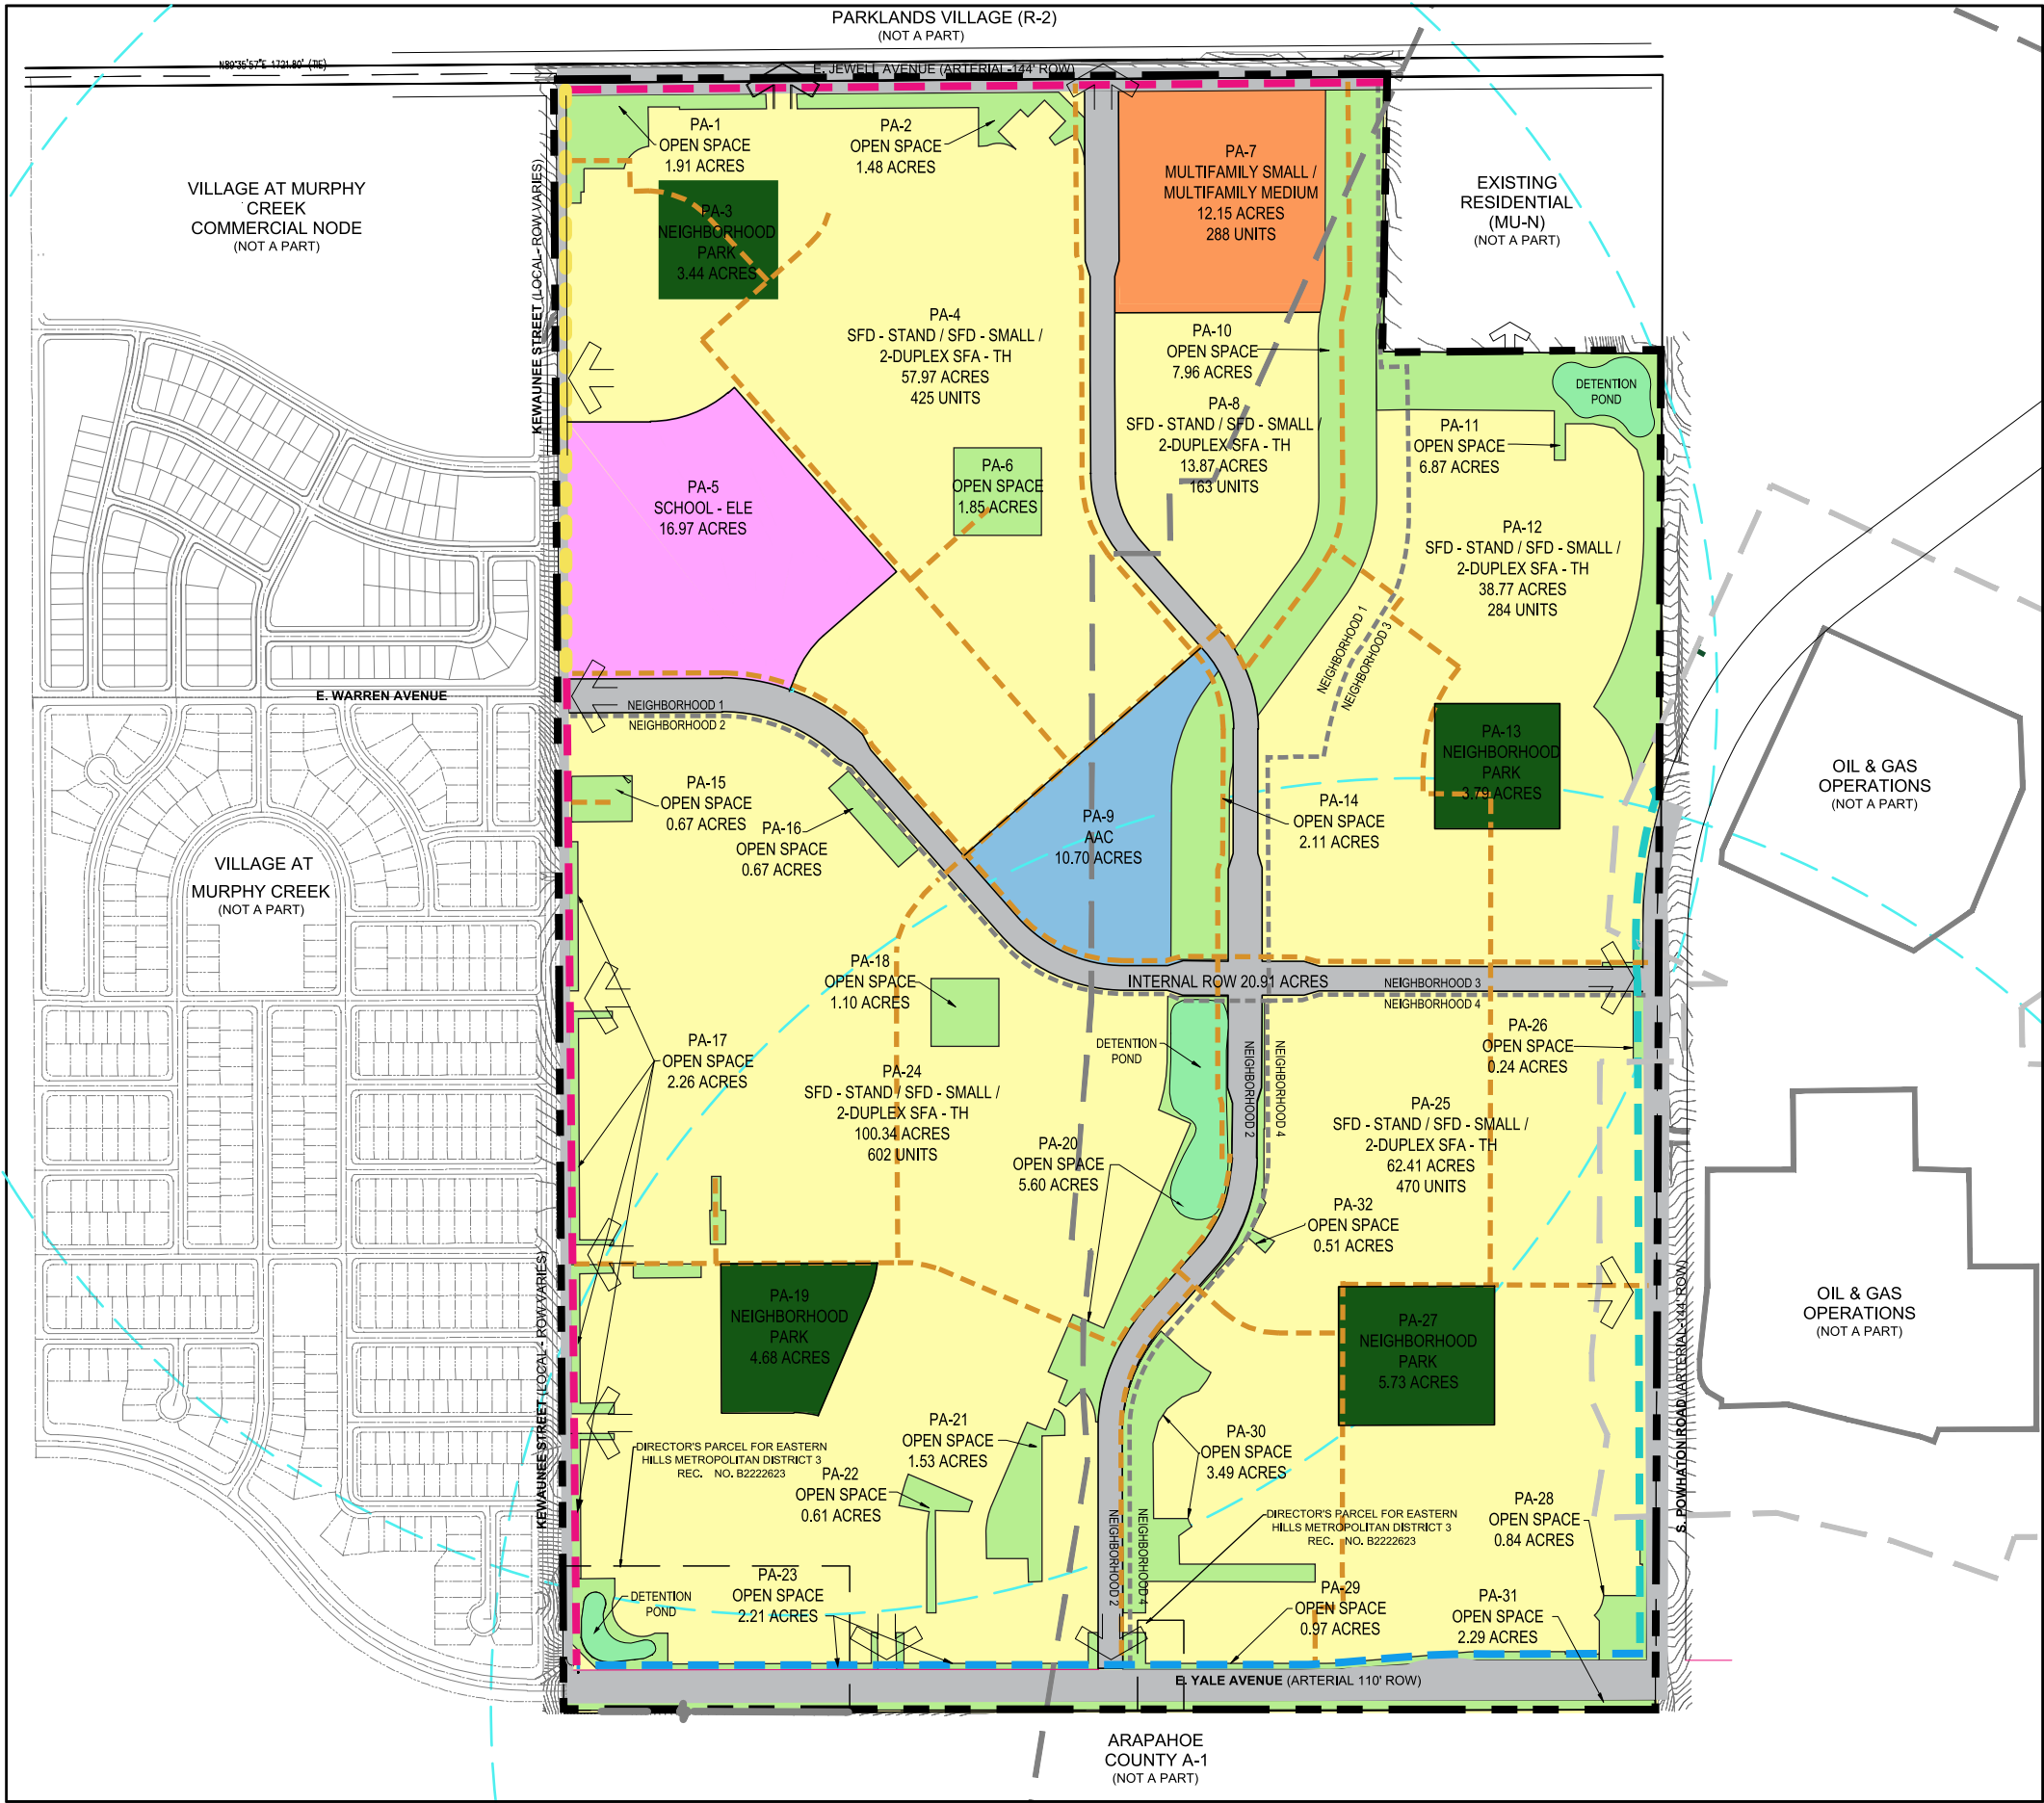 PARKLANDS VILLAGE (R-2)
(NOT A PART)
N89°35'57"E 1721.80' (TIE)
E. JEWELL AVENUE (ARTERIAL -144' ROW)
VILLAGE AT MURPHY
CREEK
COMMERCIAL NODE
(NOT A PART)
KEWAUNEE STREET (LOCAL - ROW VARIES)
PA-1
OPEN SPACE
1.91 ACRES
PA-2
OPEN SPACE
1.48 ACRES
PA-3
NEIGHBORHOOD
PARK
3.44 ACRES
PA-7
MULTIFAMILY SMALL /
MULTIFAMILY MEDIUM
12.15 ACRES
288 UNITS
EXISTING
RESIDENTIAL
(MU-N)
(NOT A PART)
PA-4
SFD - STAND / SFD - SMALL /
2-DUPLEX SFA - TH
57.97 ACRES
425 UNITS
PA-10
OPEN SPACE
7.96 ACRES
PA-8
SFD - STAND / SFD - SMALL /
2-DUPLEX SFA - TH
13.87 ACRES
163 UNITS
DETENTION
POND
PA-11
OPEN SPACE
6.87 ACRES
PA-5
SCHOOL - ELE
16.97 ACRES
PA-6
OPEN SPACE
1.85 ACRES
PA-12
SFD - STAND / SFD - SMALL /
2-DUPLEX SFA - TH
38.77 ACRES
284 UNITS
NEIGHBORHOOD 1
NEIGHBORHOOD 3
E. WARREN AVENUE
NEIGHBORHOOD 1
NEIGHBORHOOD 2
PA-13
NEIGHBORHOOD
PARK
3.79 ACRES
OIL & GAS
OPERATIONS
(NOT A PART)
PA-15
OPEN SPACE
0.67 ACRES
PA-16
OPEN SPACE
0.67 ACRES
PA-9
AAC
10.70 ACRES
PA-14
OPEN SPACE
2.11 ACRES
VILLAGE AT
MURPHY CREEK
(NOT A PART)
PA-18
OPEN SPACE
1.10 ACRES
INTERNAL ROW 20.91 ACRES
NEIGHBORHOOD 3
NEIGHBORHOOD 4
PA-17
OPEN SPACE
2.26 ACRES
DETENTION
POND
NEIGHBORHOOD 2
NEIGHBORHOOD 4
PA-26
OPEN SPACE
0.24 ACRES
PA-24
SFD - STAND / SFD - SMALL /
2-DUPLEX SFA - TH
100.34 ACRES
602 UNITS
PA-25
SFD - STAND / SFD - SMALL /
2-DUPLEX SFA - TH
62.41 ACRES
470 UNITS
PA-20
OPEN SPACE
5.60 ACRES
PA-32
OPEN SPACE
0.51 ACRES
KEWAUNEE STREET (LOCAL - ROW VARIES)
PA-19
NEIGHBORHOOD
PARK
4.68 ACRES
PA-27
NEIGHBORHOOD
PARK
5.73 ACRES
S. POWHATON ROAD (ARTERIAL-144' ROW)
OIL & GAS
OPERATIONS
(NOT A PART)
DIRECTOR'S PARCEL FOR EASTERN
HILLS METROPOLITAN DISTRICT 3
REC. NO. B2222623
PA-21
OPEN SPACE
1.53 ACRES
PA-22
OPEN SPACE
0.61 ACRES
PA-30
OPEN SPACE
3.49 ACRES
DIRECTOR'S PARCEL FOR EASTERN
HILLS METROPOLITAN DISTRICT 3
REC. NO. B2222623
PA-28
OPEN SPACE
0.84 ACRES
NEIGHBORHOOD 2
NEIGHBORHOOD 4
DETENTION
POND
PA-23
OPEN SPACE
2.21 ACRES
PA-29
OPEN SPACE
0.97 ACRES
PA-31
OPEN SPACE
2.29 ACRES
E. YALE AVENUE (ARTERIAL 110' ROW)
ARAPAHOE
COUNTY A-1
(NOT A PART)